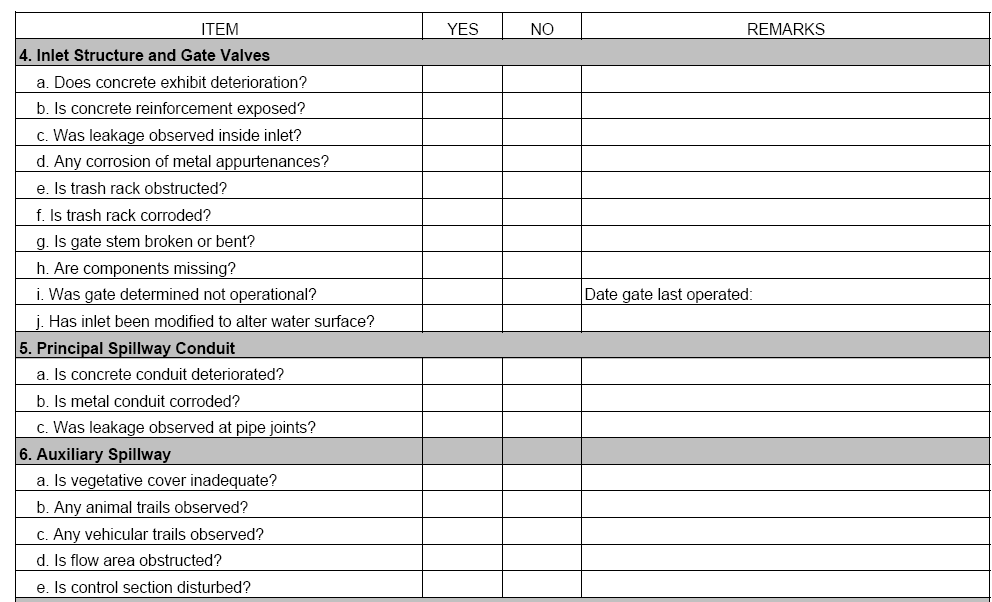 ITEM YES NO REMARKS
4. Inlet Structure and Gate Valves
a. Does concrete exhibit deterioration?
b. Is concrete reinforcement exposed?
c. Was leakage observed inside inlet?
d. Any corrosion of metal appurtenances?
e. Is trash rack obstructed?
f. Is trash rack corroded?
g. Is gate stem broken or bent?
h. Are components missing?
i. Was gate determined not operational? Date gate last operated:
j. Has inlet been modified to alter water surface?
5. Principal Spillway Conduit
a. Is concrete conduit deteriorated?
b. Is metal conduit corroded?
c. Was leakage observed at pipe joints?
6. Auxiliary Spillway
a. Is vegetative cover inadequate?
b. Any animal trails observed?
c. Any vehicular trails observed?
d. Is flow area obstructed?
e. Is control section disturbed?